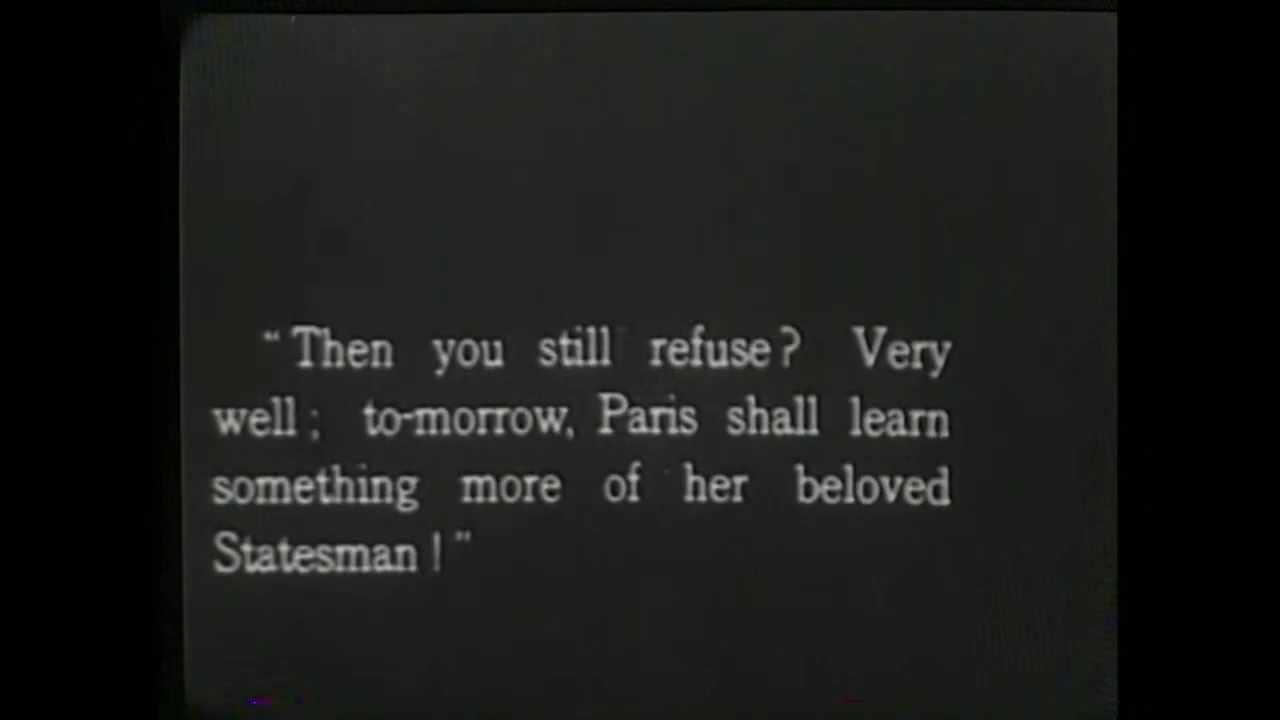 “Then you still refuse? Very
well; to-morrow, Paris shall learn
something more of her beloved
Statesman!”